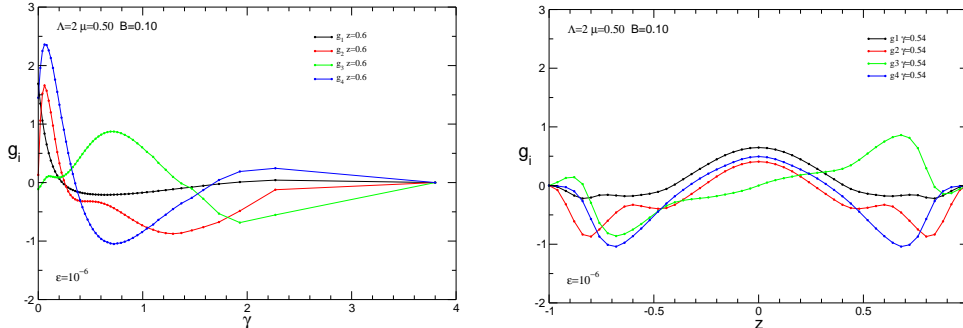 Λ=2 μ=0.50 B=0.10
g₁ z=0.6
g₂ z=0.6
g₃ z=0.6
g₄ z=0.6
3
2
1
0
-1
-2
gᵢ
ε=10⁻⁶
0 1 2 3 4
γ
Λ=2 μ=0.50 B=0.10
g1 γ=0.54
g2 γ=0.54
g3 γ=0.54
g4 γ=0.54
3
2
1
0
-1
gᵢ
ε=10⁻⁶
-1 -0.5 0 0.5 1
z